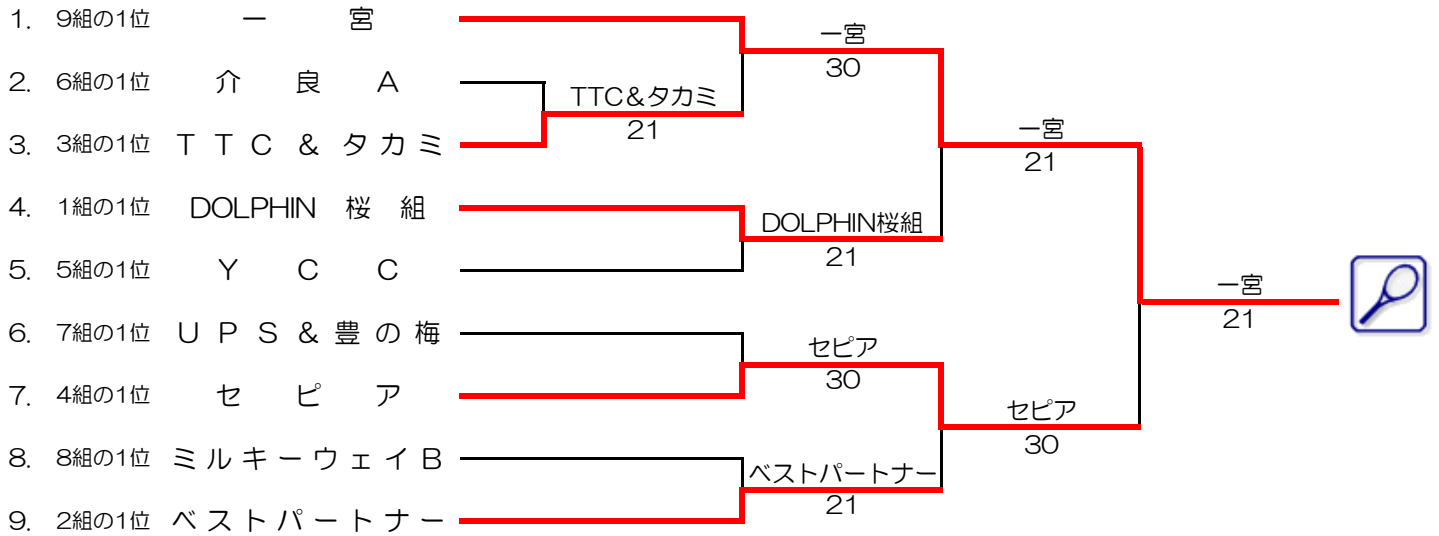 1. 9組の1位 一宮
2. 6組の1位 介良A
3. 3組の1位 TTC&タカミ
4. 1組の1位 DOLPHIN 桜組
5. 5組の1位 YCC
6. 7組の1位 UPS&豊の梅
7. 4組の1位 セピア
8. 8組の1位 ミルキーウェイB
9. 2組の1位 ベストパートナー
TTC&タカミ
21
一宮
30
DOLPHIN桜組
21
セピア
30
ベストパートナー
21
一宮
21
セピア
30
一宮
21